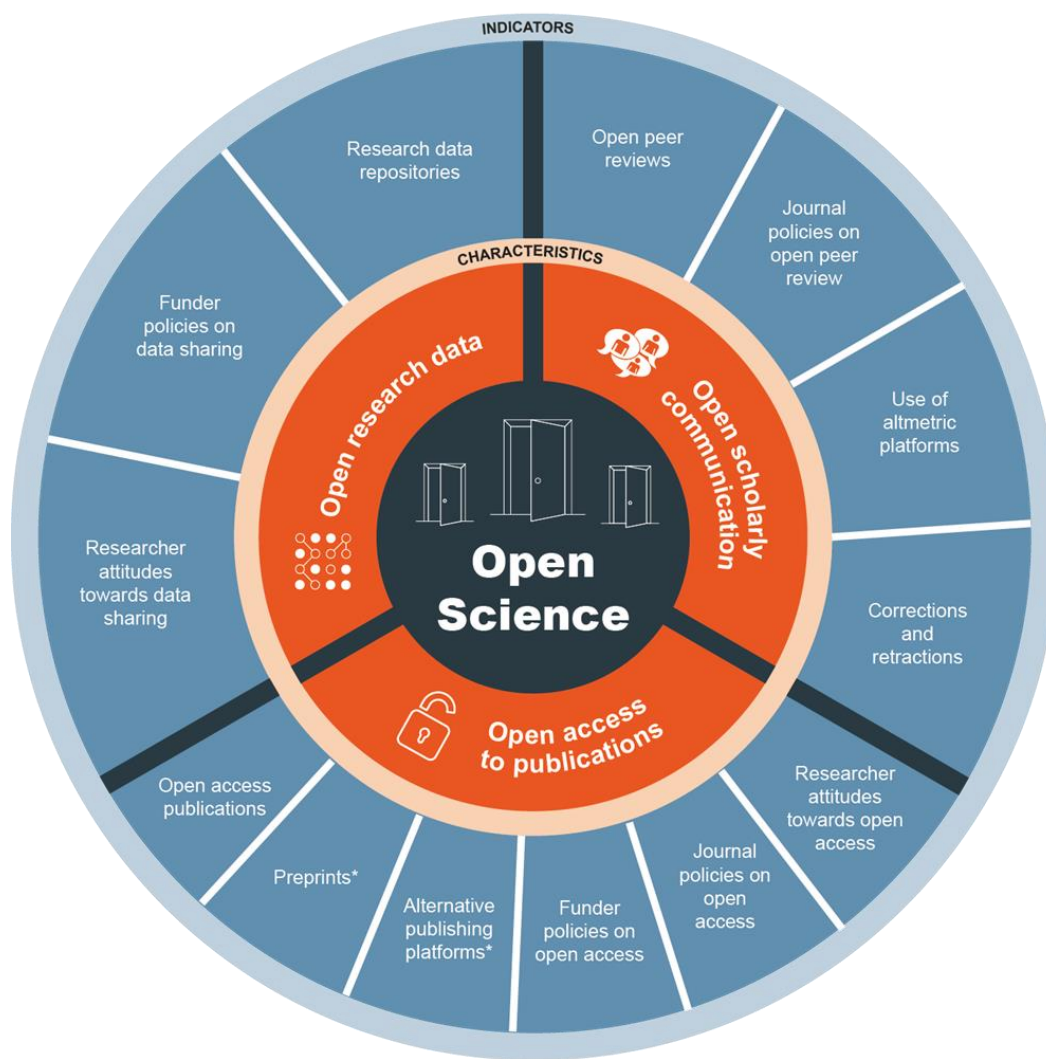 INDICATORS
Open peer
reviews
Journal
policies on
open peer
review
Use of
altmetric
platforms
Corrections
and
retractions
Researcher
attitudes
towards open
access
Journal
policies on
open
access
Funder
policies on
open access
Alternative
publishing
platforms*
Preprints*
Open access
publications
Researcher
attitudes
towards data
sharing
Funder
policies on
data sharing
Research data
repositories
CHARACTERISTICS
Open research data
Open scholarly
communication
Open access
to publications
Open
Science